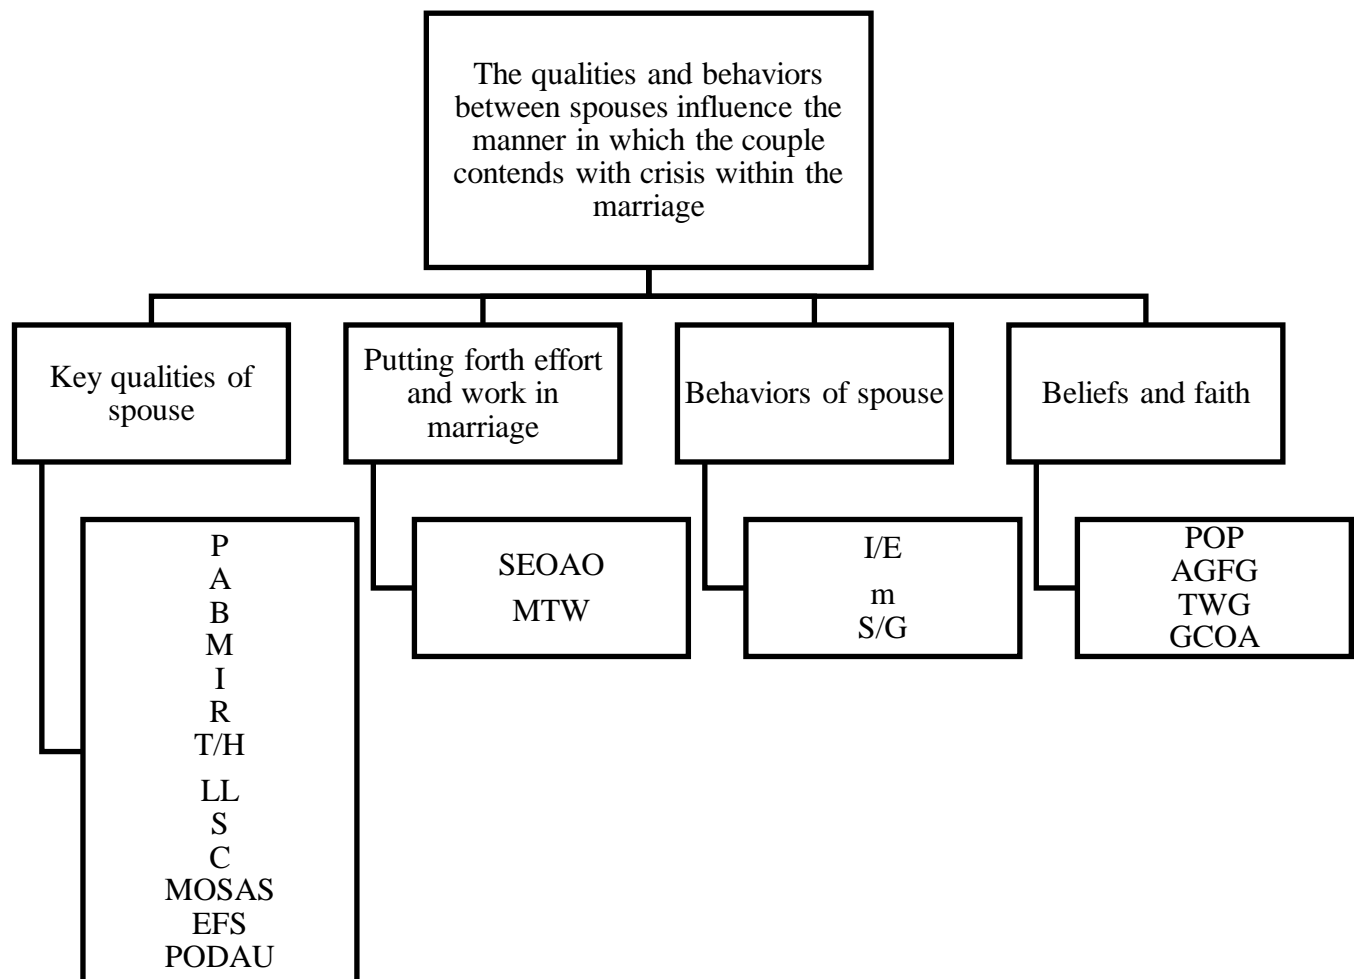 The qualities and behaviors
between spouses influence the
manner in which the couple
contends with crisis within the
marriage
Key qualities of
spouse
Putting forth effort
and work in
marriage
Behaviors of spouse
Beliefs and faith
P
A
B
M
I
R
T/H
LL
S
C
MOSAS
EFS
PODAU
SEOAO
MTW
I/E
m
S/G
POP
AGFG
TWG
GCOA